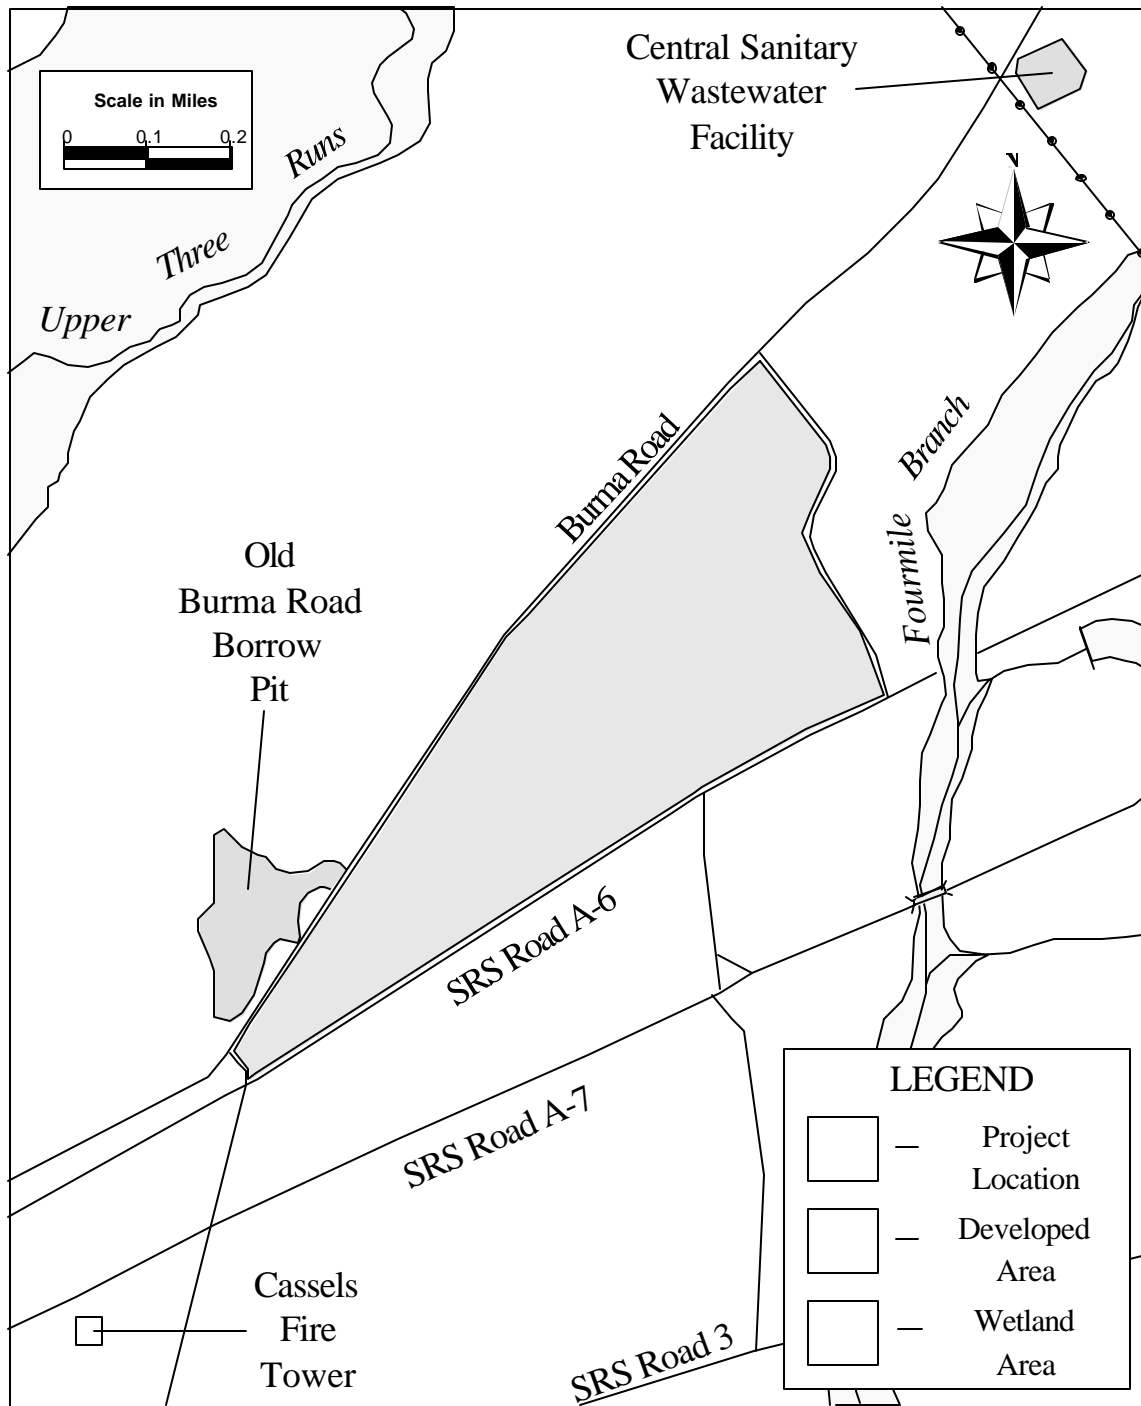 Central Sanitary
Wastewater
Facility
Scale in Miles
0 0.1 0.2
N
Upper Three Runs
Burma Road
Fourmile Branch
Old
Burma Road
Borrow
Pit
SRS Road A-6
SRS Road A-7
SRS Road 3
Cassels
Fire
Tower
LEGEND
– Project
Location
– Developed
Area
– Wetland
Area